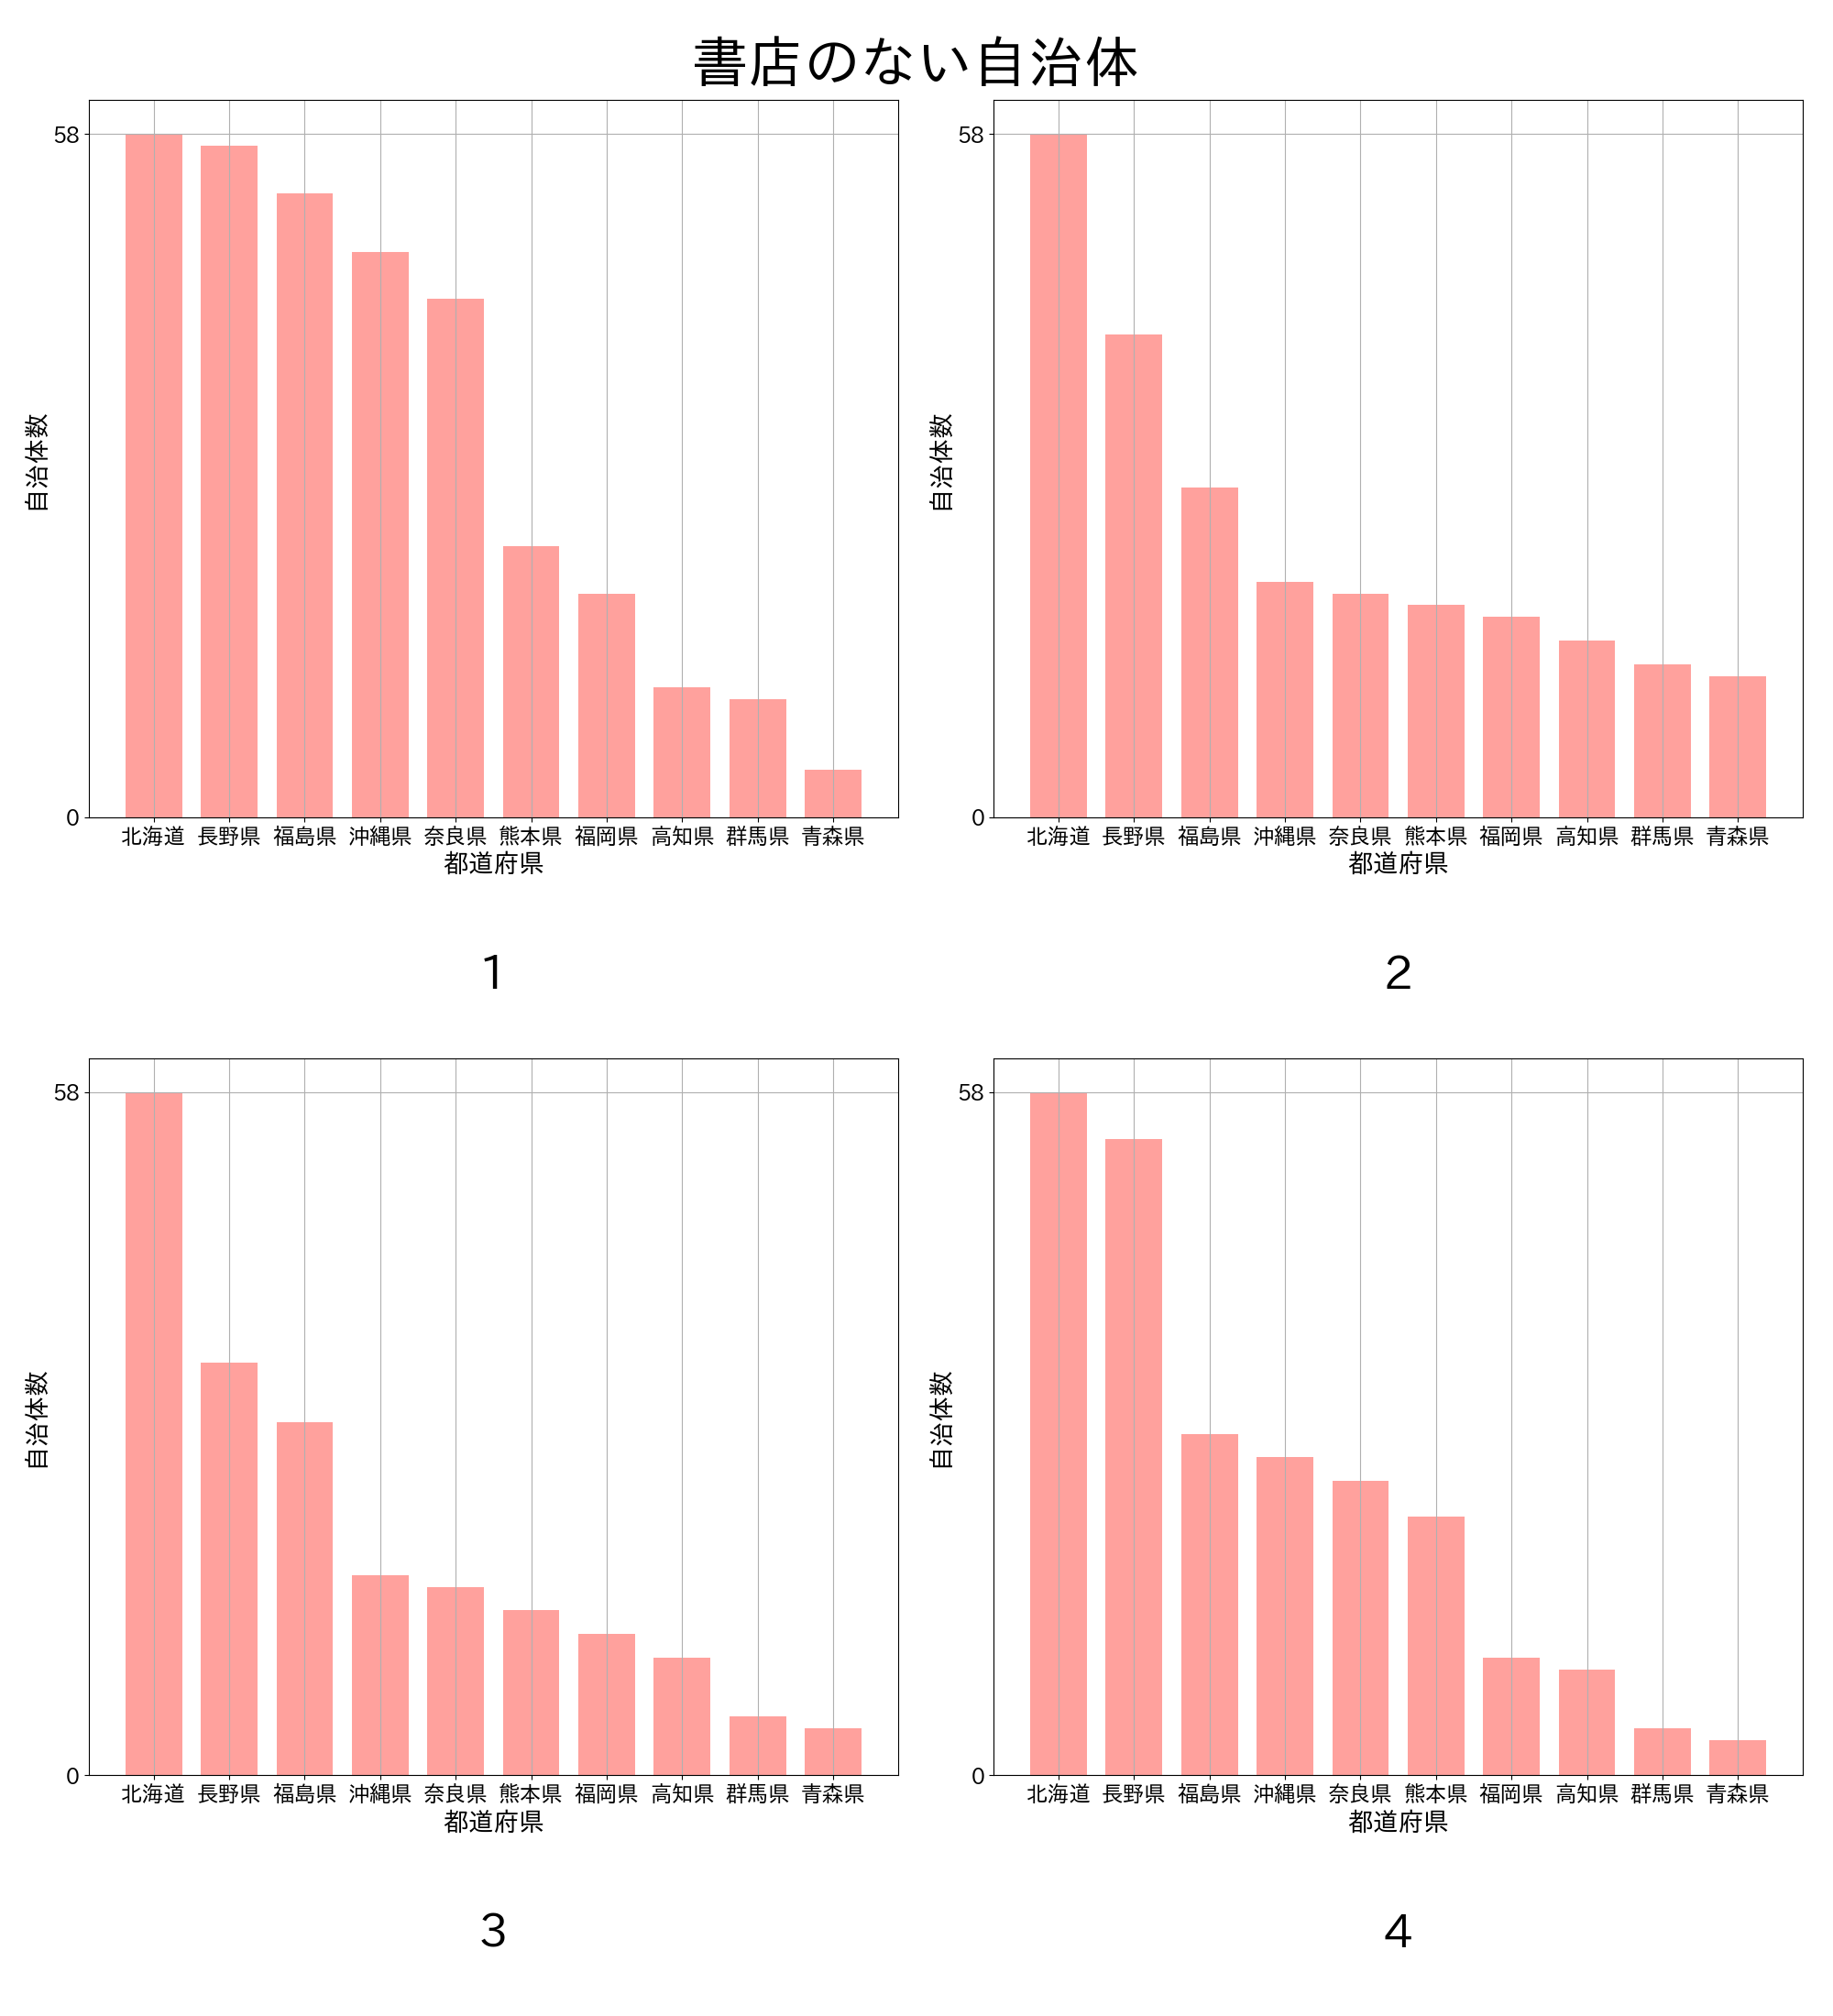 書店のない自治体
58
0
自治体数
北海道 長野県 福島県 沖縄県 奈良県 熊本県 福岡県 高知県 群馬県 青森県
都道府県
1
58
0
自治体数
北海道 長野県 福島県 沖縄県 奈良県 熊本県 福岡県 高知県 群馬県 青森県
都道府県
2
58
0
自治体数
北海道 長野県 福島県 沖縄県 奈良県 熊本県 福岡県 高知県 群馬県 青森県
都道府県
3
58
0
自治体数
北海道 長野県 福島県 沖縄県 奈良県 熊本県 福岡県 高知県 群馬県 青森県
都道府県
4